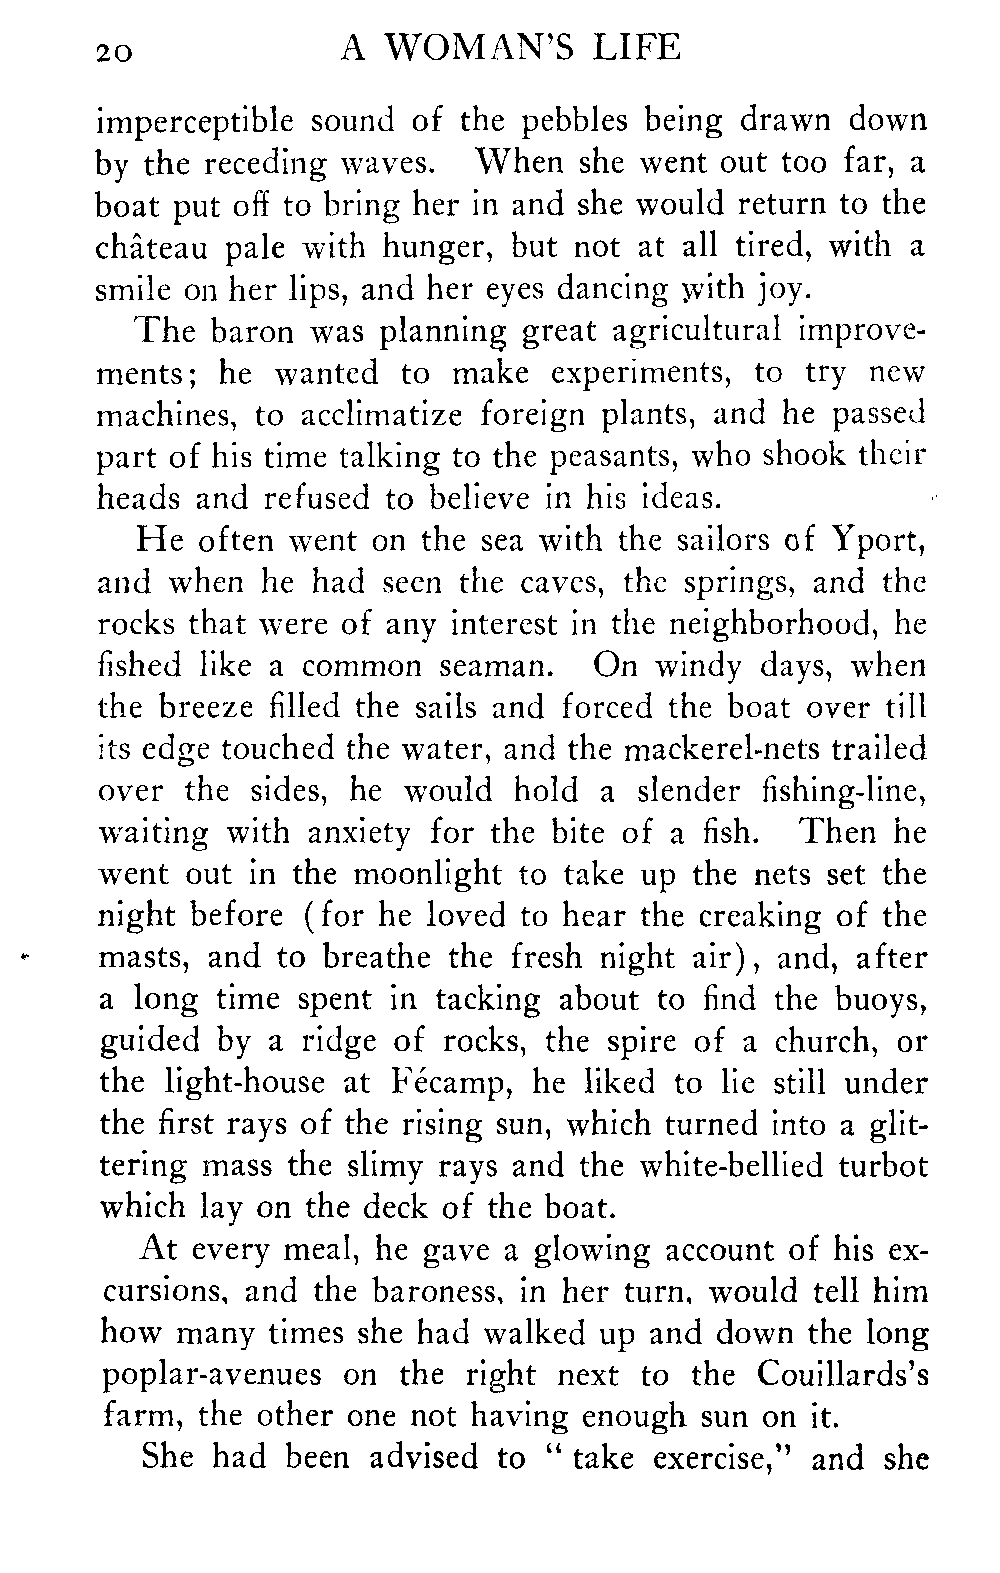 20 A WOMAN'S LIFE
imperceptible sound of the pebbles being drawn down
by the receding waves. When she went out too far, a
boat put off to bring her in and she would return to the
château pale with hunger, but not at all tired, with a
smile on her lips, and her eyes dancing with joy.
The baron was planning great agricultural improve-
ments; he wanted to make experiments, to try new
machines, to acclimatize foreign plants, and he passed
part of his time talking to the peasants, who shook their
heads and refused to believe in his ideas.
He often went on the sea with the sailors of Yport,
and when he had seen the caves, the springs, and the
rocks that were of any interest in the neighborhood, he
fished like a common seaman. On windy days, when
the breeze filled the sails and forced the boat over till
its edge touched the water, and the mackerel-nets trailed
over the sides, he would hold a slender fishing-line,
waiting with anxiety for the bite of a fish. Then he
went out in the moonlight to take up the nets set the
night before (for he loved to hear the creaking of the
masts, and to breathe the fresh night air), and, after
a long time spent in tacking about to find the buoys,
guided by a ridge of rocks, the spire of a church, or
the light-house at Fécamp, he liked to lie still under
the first rays of the rising sun, which turned into a glit-
tering mass the slimy rays and the white-bellied turbot
which lay on the deck of the boat.
At every meal, he gave a glowing account of his ex-
cursions, and the baroness, in her turn, would tell him
how many times she had walked up and down the long
poplar-avenues on the right next to the Couillards's
farm, the other one not having enough sun on it.
She had been advised to "take exercise," and she